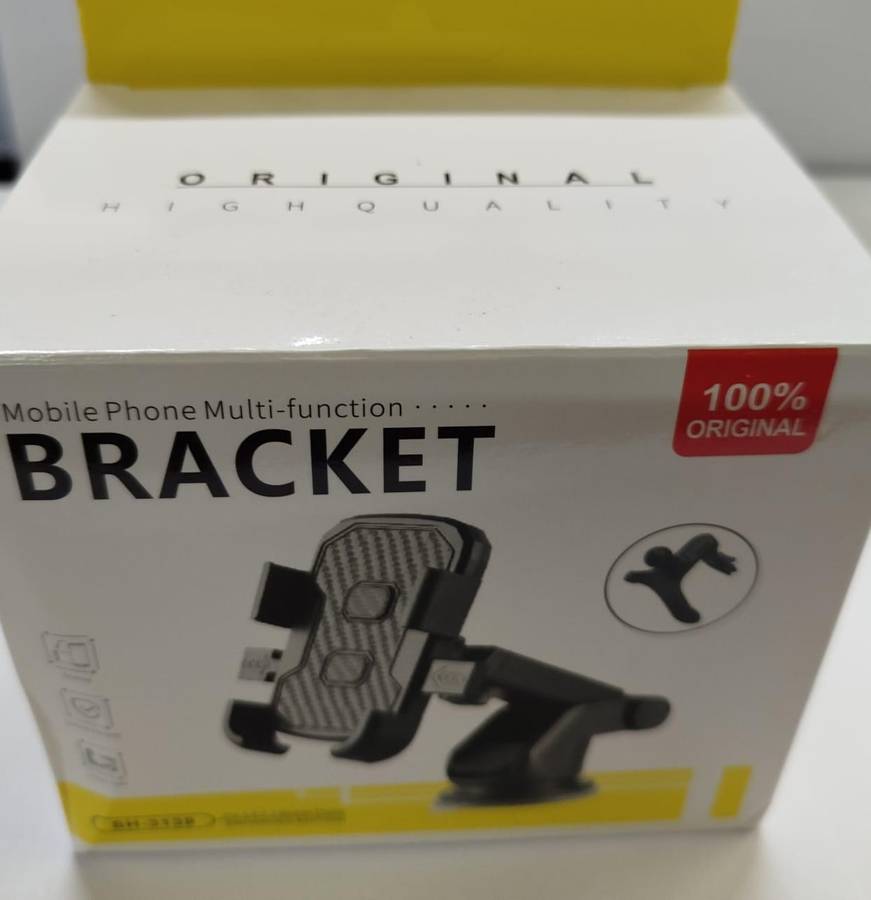 ORIGINAL
HIGH QUALITY
Mobile Phone Multi-function ·····
BRACKET
100%
ORIGINAL